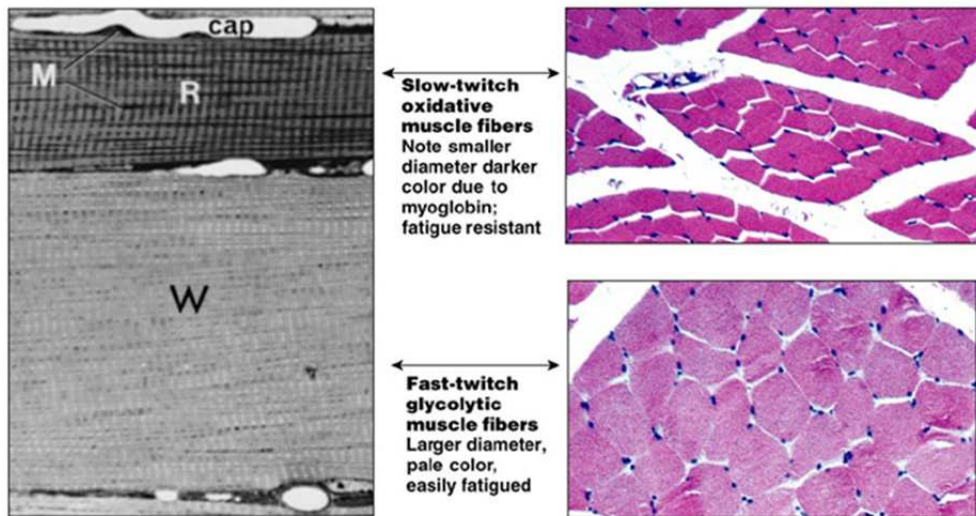 cap
M
R
W
Slow-twitch
oxidative
muscle fibers
Note smaller
diameter darker
color due to
myoglobin;
fatigue resistant
Fast-twitch
glycolytic
muscle fibers
Larger diameter,
pale color,
easily fatigued